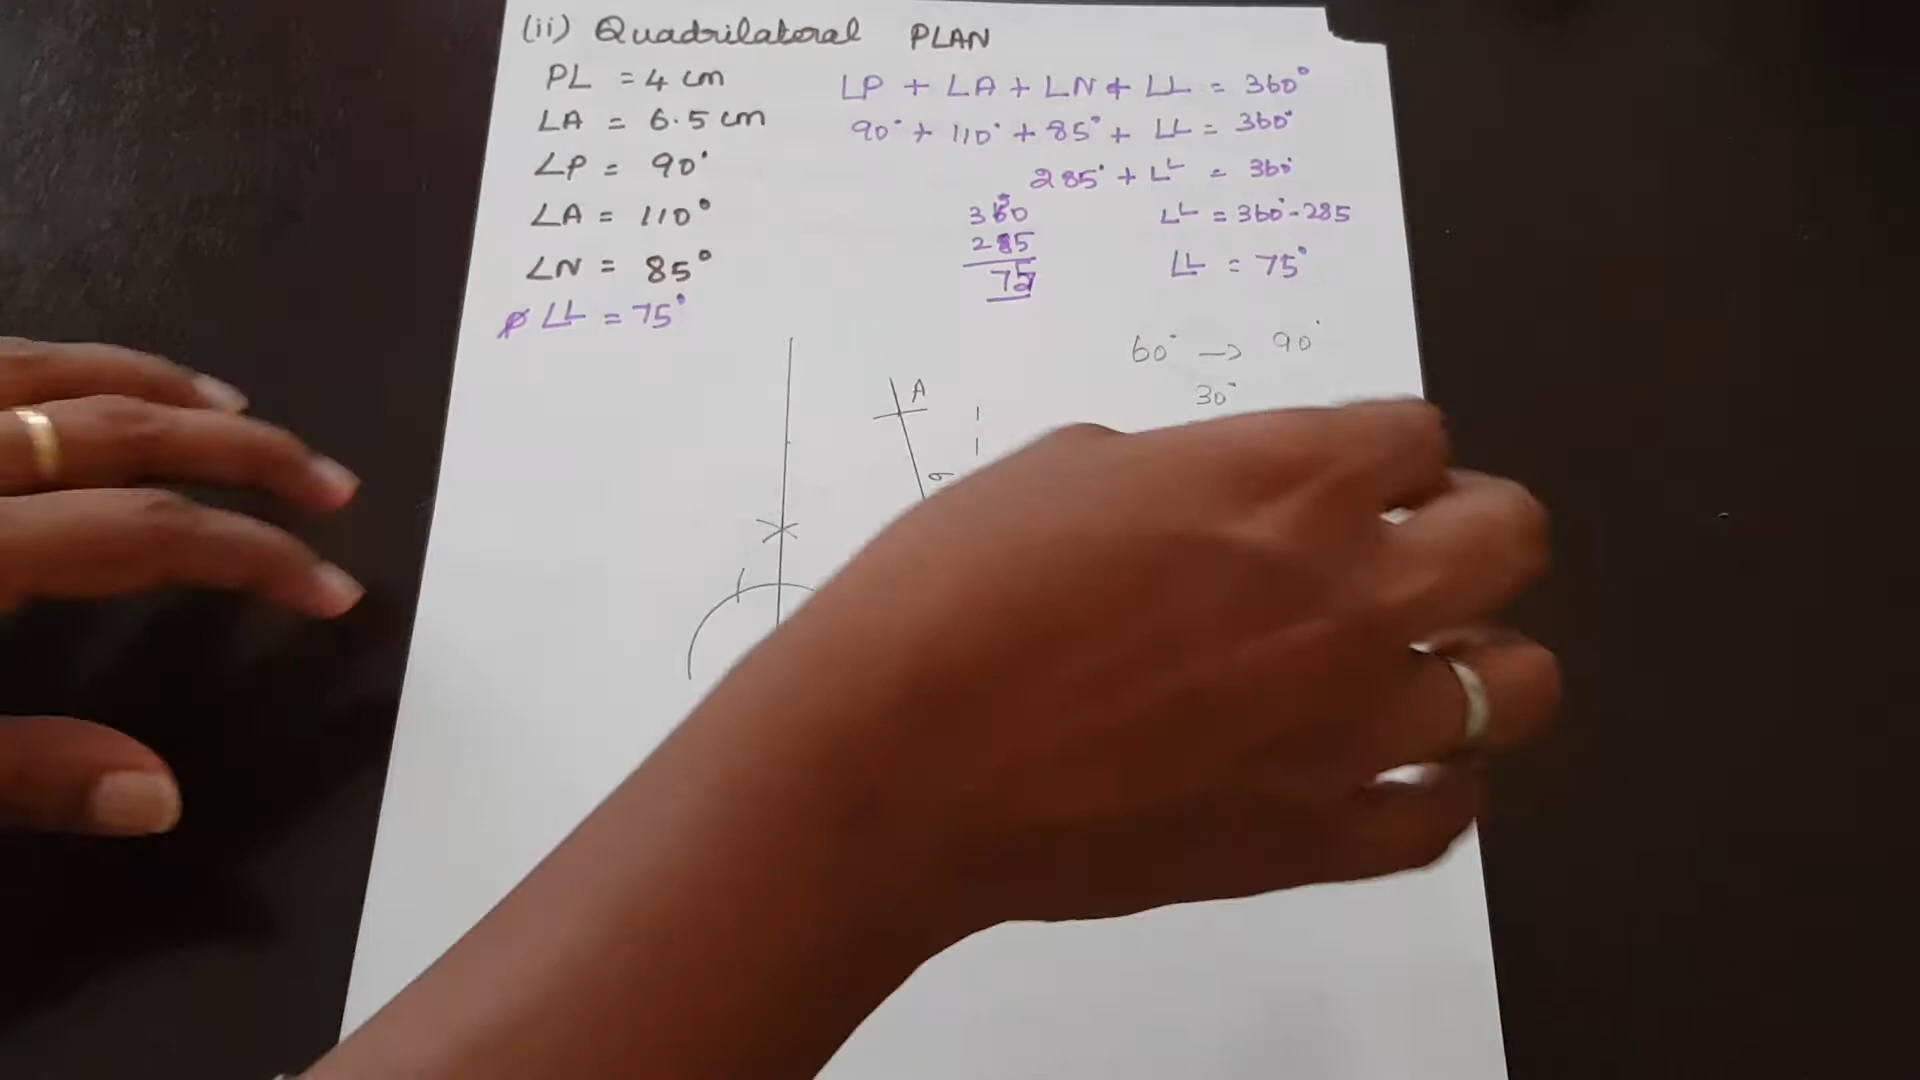 (ii) Quadrilateral PLAN
PL = 4 cm
∠A = 6.5 cm
∠P = 90°
∠A = 110°
∠N = 85°
∠L = 75°
∠P + ∠A + ∠N + ∠L = 360°
90° + 110° + 85° + ∠L = 360°
285° + ∠L = 360°
∠L = 360° - 285
∠L = 75°
360
285
75
60° → 90°
30°
A